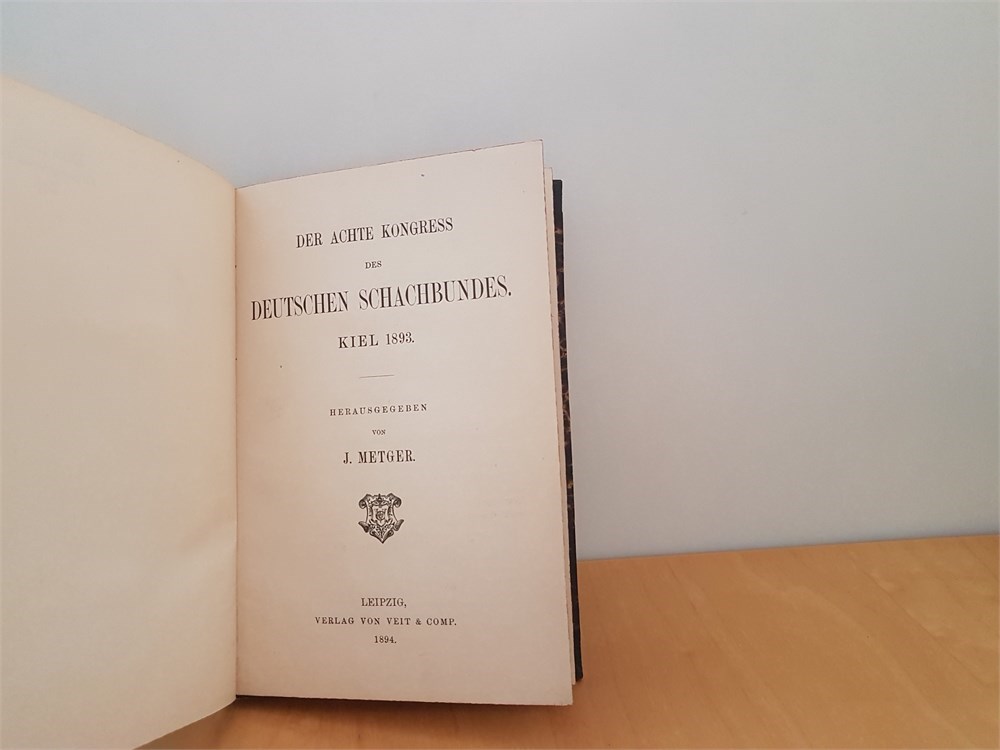 DER ACHTE KONGRESS
DES
DEUTSCHEN SCHACHBUNDES.
KIEL 1893.
HERAUSGEGEBEN
VON
J. METGER.
LEIPZIG,
VERLAG VON VEIT & COMP.
1894.